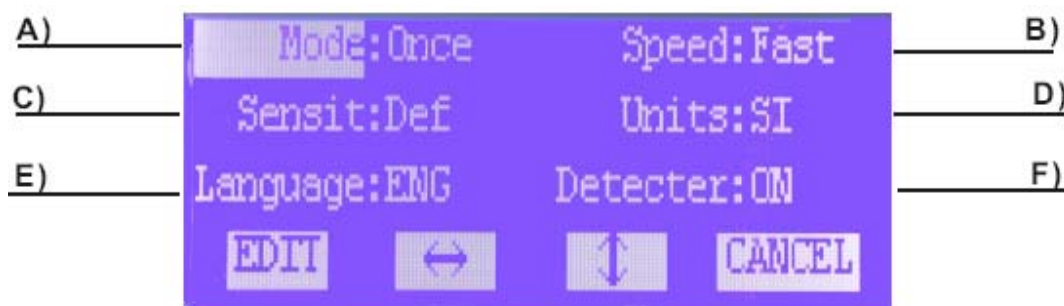 A) Mode:Once Speed:Fast B)
C) Sensit:Def Units:SI D)
E) Language:ENG Detecter:ON F)
EDIT ↔ ↕ CANCEL